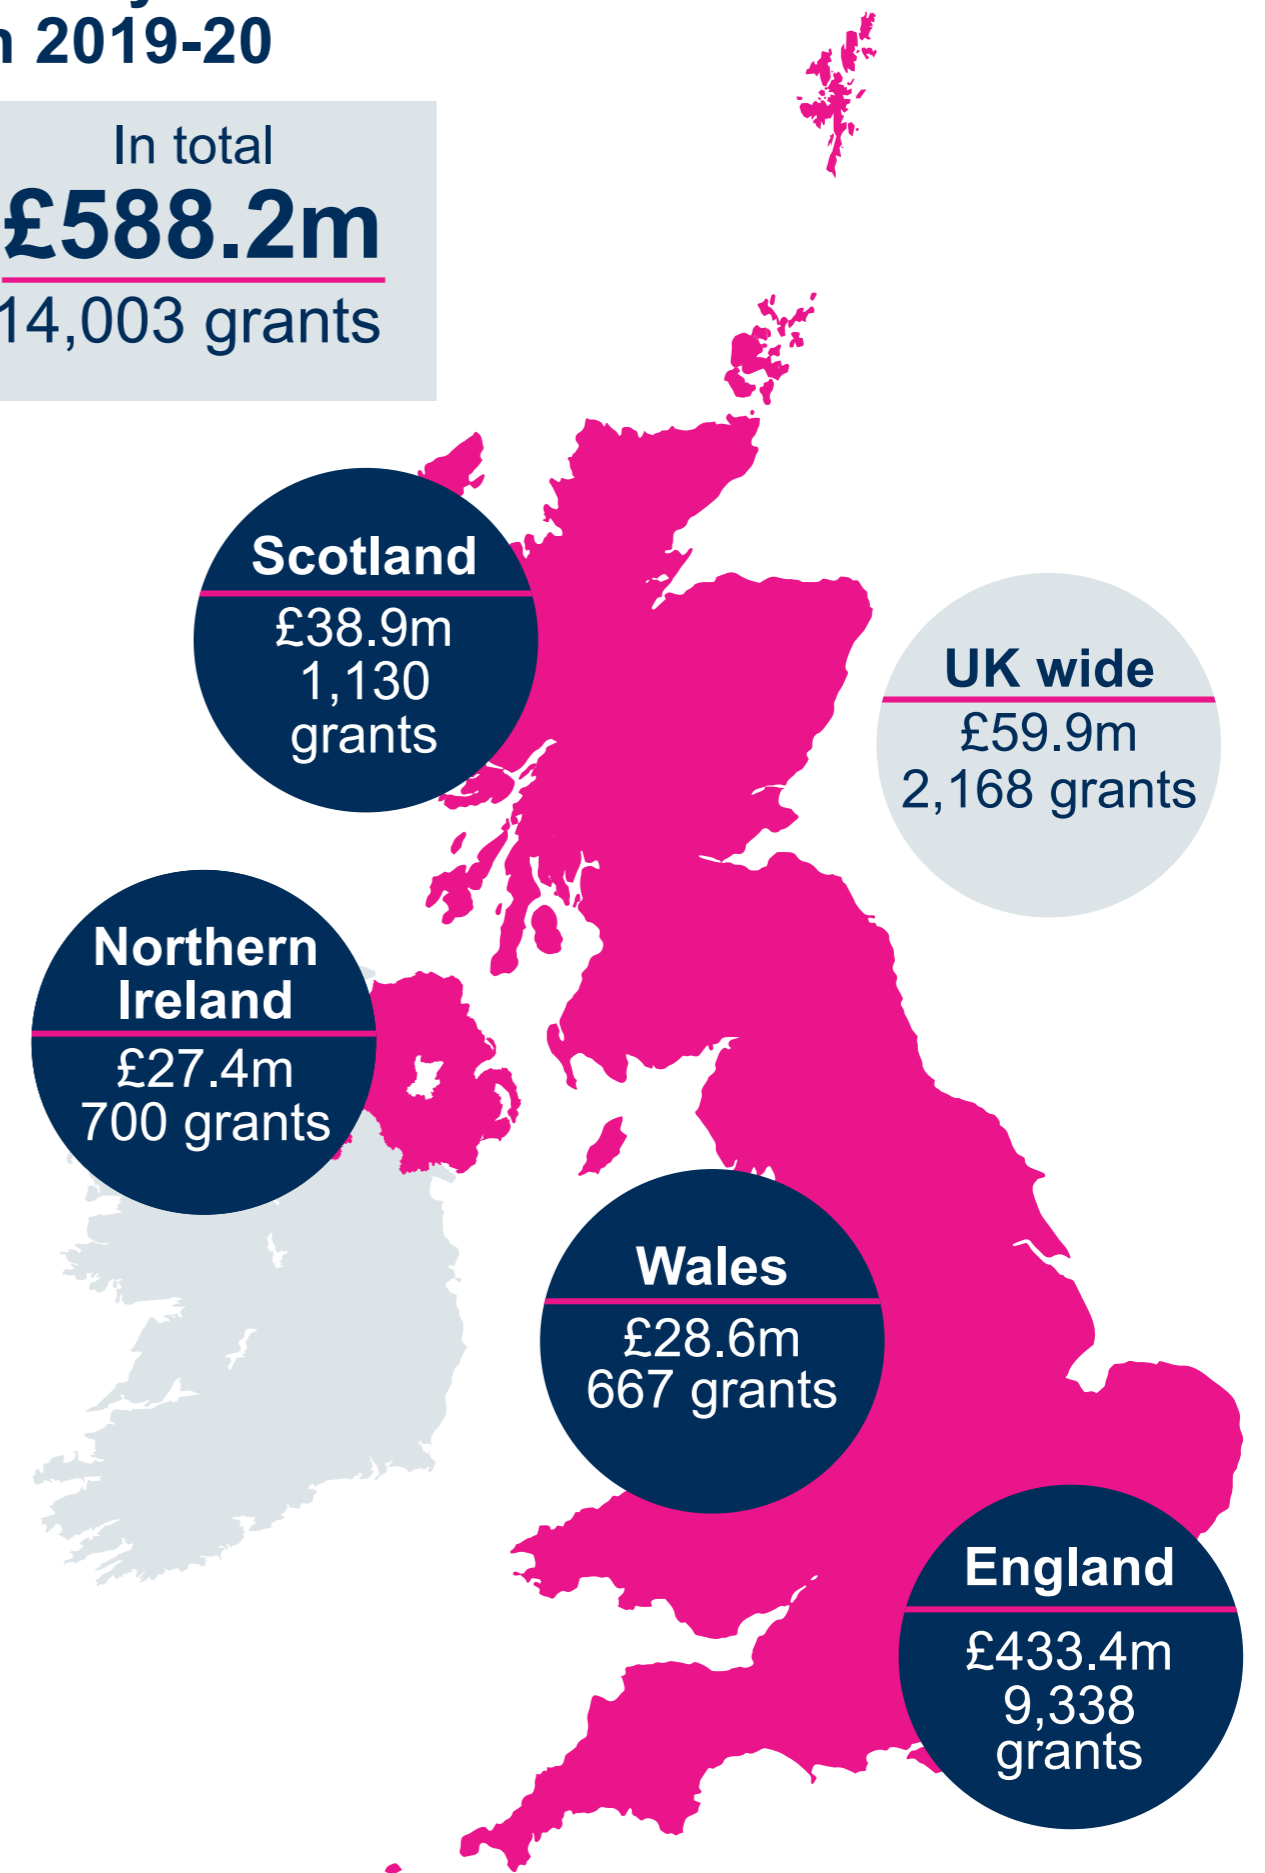 2019-20
In total
£588.2m
14,003 grants
Scotland
£38.9m
1,130
grants
UK wide
£59.9m
2,168 grants
Northern
Ireland
£27.4m
700 grants
Wales
£28.6m
667 grants
England
£433.4m
9,338
grants